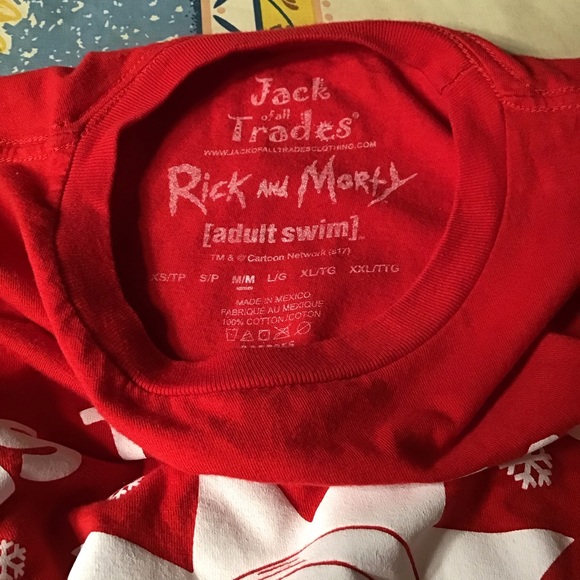 Jack
of all
Trades®
WWW.JACKOFALLTRADESCLOTHING.COM
RICK AND MORTY
[adult swim]™
TM & © Cartoon Network (s17)
XS/TP S/P M/M L/G XL/TG XXL/TTG
MADE IN MEXICO
FABRIQUÉ AU MEXIQUE
100% COTTON/COTON